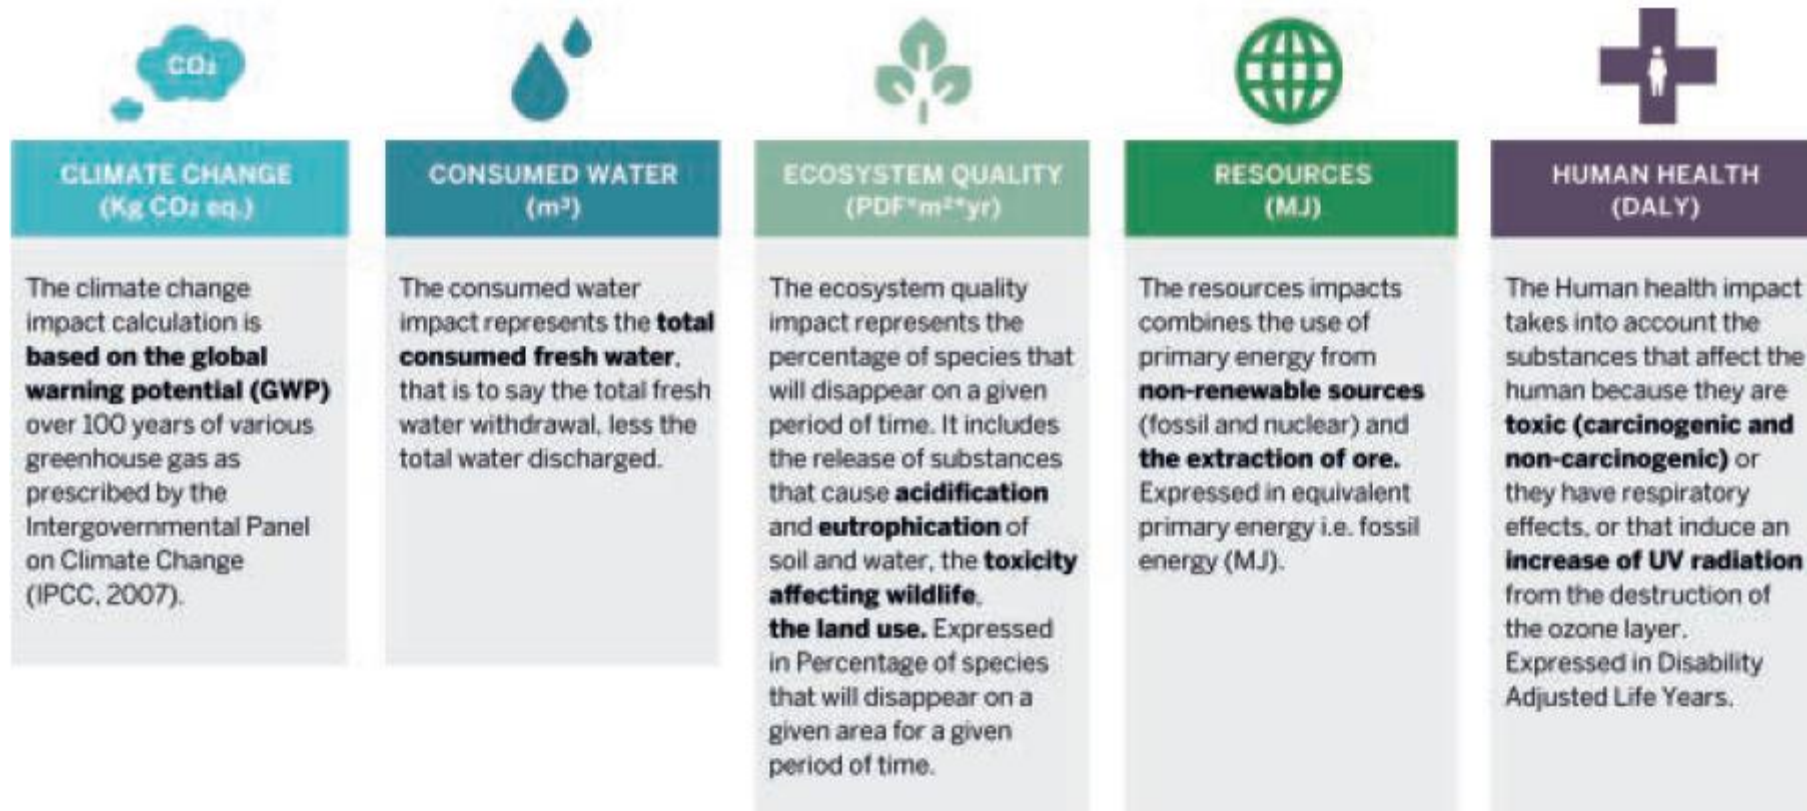 CO₂
CLIMATE CHANGE
(Kg CO₂ eq.)
The climate change
impact calculation is
based on the global
warning potential (GWP)
over 100 years of various
greenhouse gas as
prescribed by the
Intergovernmental Panel
on Climate Change
(IPCC, 2007).
CONSUMED WATER
(m³)
The consumed water
impact represents the total
consumed fresh water,
that is to say the total fresh
water withdrawal, less the
total water discharged.
ECOSYSTEM QUALITY
(PDF*m²*yr)
The ecosystem quality
impact represents the
percentage of species that
will disappear on a given
period of time. It includes
the release of substances
that cause acidification
and eutrophication of
soil and water, the toxicity
affecting wildlife,
the land use. Expressed
in Percentage of species
that will disappear on a
given area for a given
period of time.
RESOURCES
(MJ)
The resources impacts
combines the use of
primary energy from
non-renewable sources
(fossil and nuclear) and
the extraction of ore.
Expressed in equivalent
primary energy i.e. fossil
energy (MJ).
HUMAN HEALTH
(DALY)
The Human health impact
takes into account the
substances that affect the
human because they are
toxic (carcinogenic and
non-carcinogenic) or
they have respiratory
effects, or that induce an
increase of UV radiation
from the destruction of
the ozone layer.
Expressed in Disability
Adjusted Life Years.